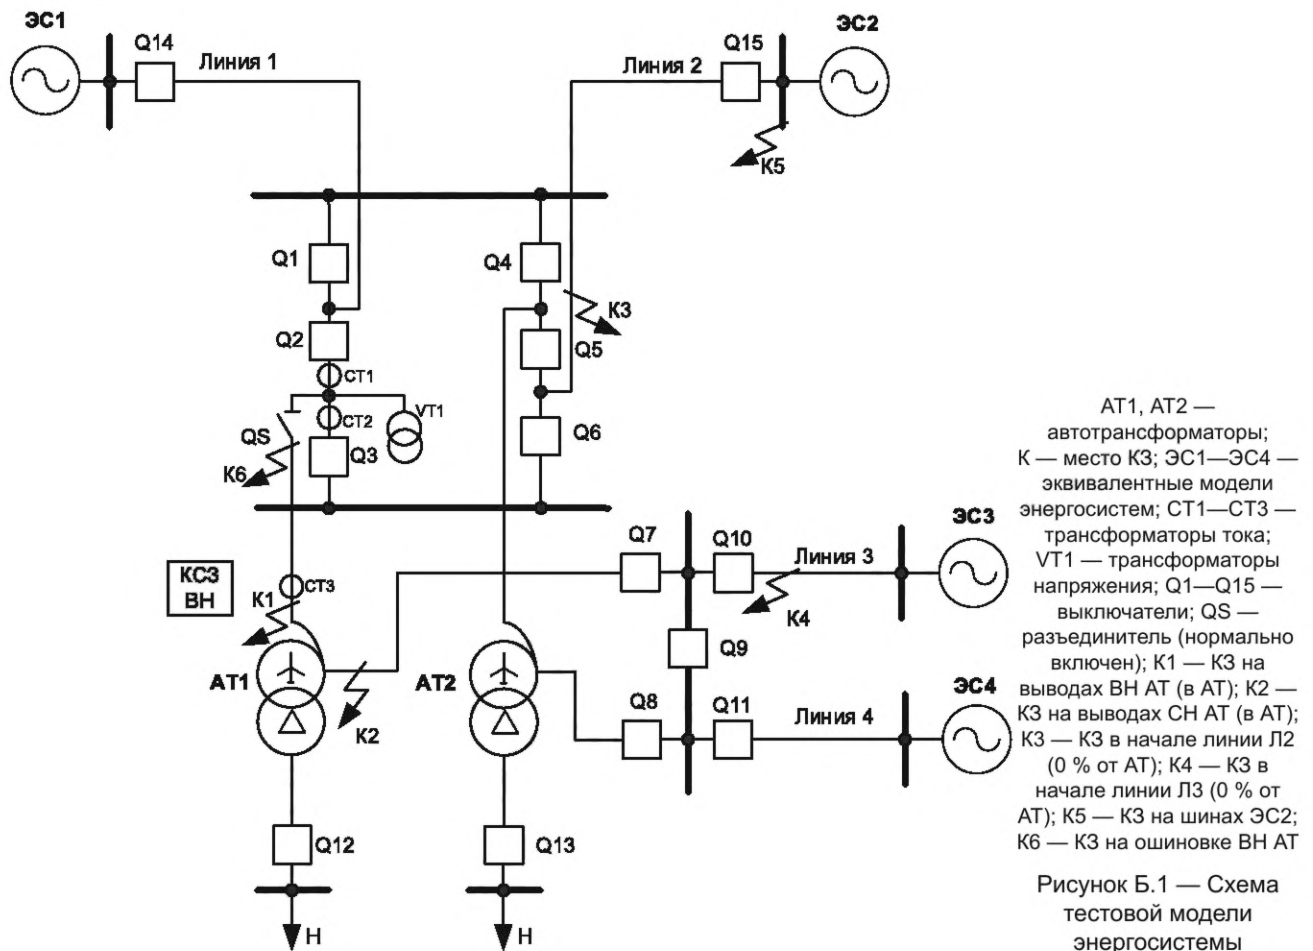 ЭС1
Q14
Линия 1
Линия 2
Q15
ЭС2
К5
Q1
Q4
К3
Q2
Q5
СТ1
QS
СТ2
VT1
Q3
Q6
К6
КСЗ
ВН
К1
СТ3
АТ1
К2
АТ2
Q7
Q10
Линия 3
ЭС3
К4
Q9
Q8
Q11
Линия 4
ЭС4
Q12
Q13
Н
Н
АТ1, АТ2 —
автотрансформаторы;
К — место КЗ; ЭС1—ЭС4 —
эквивалентные модели
энергосистем; СТ1—СТ3 —
трансформаторы тока;
VT1 — трансформаторы
напряжения; Q1—Q15 —
выключатели; QS —
разъединитель (нормально
включен); К1 — КЗ на
выводах ВН АТ (в АТ); К2 —
КЗ на выводах СН АТ (в АТ);
К3 — КЗ в начале линии Л2
(0 % от АТ); К4 — КЗ в
начале линии Л3 (0 % от
АТ); К5 — КЗ на шинах ЭС2;
К6 — КЗ на ошиновке ВН АТ
Рисунок Б.1 — Схема
тестовой модели
энергосистемы